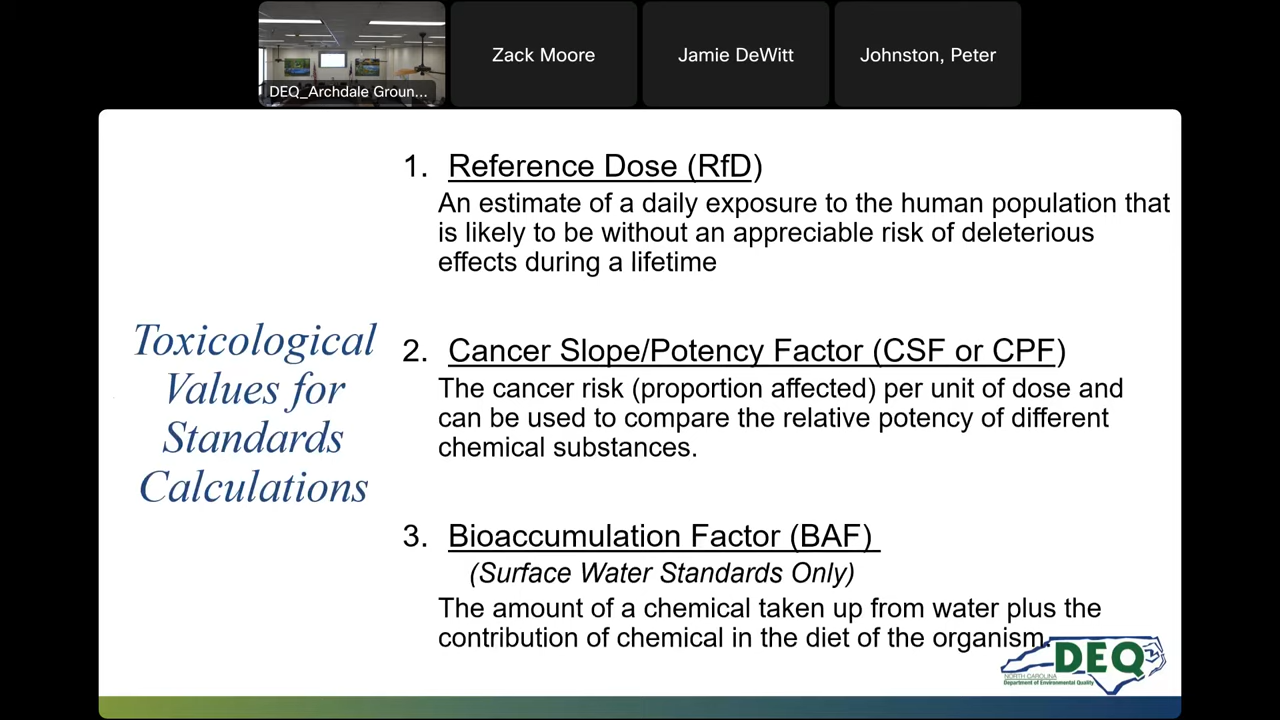 DEQ_Archdale Groun...
Zack Moore
Jamie DeWitt
Johnston, Peter
Toxicological
Values for
Standards
Calculations
1. Reference Dose (RfD)
An estimate of a daily exposure to the human population that
is likely to be without an appreciable risk of deleterious
effects during a lifetime
2. Cancer Slope/Potency Factor (CSF or CPF)
The cancer risk (proportion affected) per unit of dose and
can be used to compare the relative potency of different
chemical substances.
3. Bioaccumulation Factor (BAF)
(Surface Water Standards Only)
The amount of a chemical taken up from water plus the
contribution of chemical in the diet of the organism.
DEQ
NORTH CAROLINA
Department of Environmental Quality